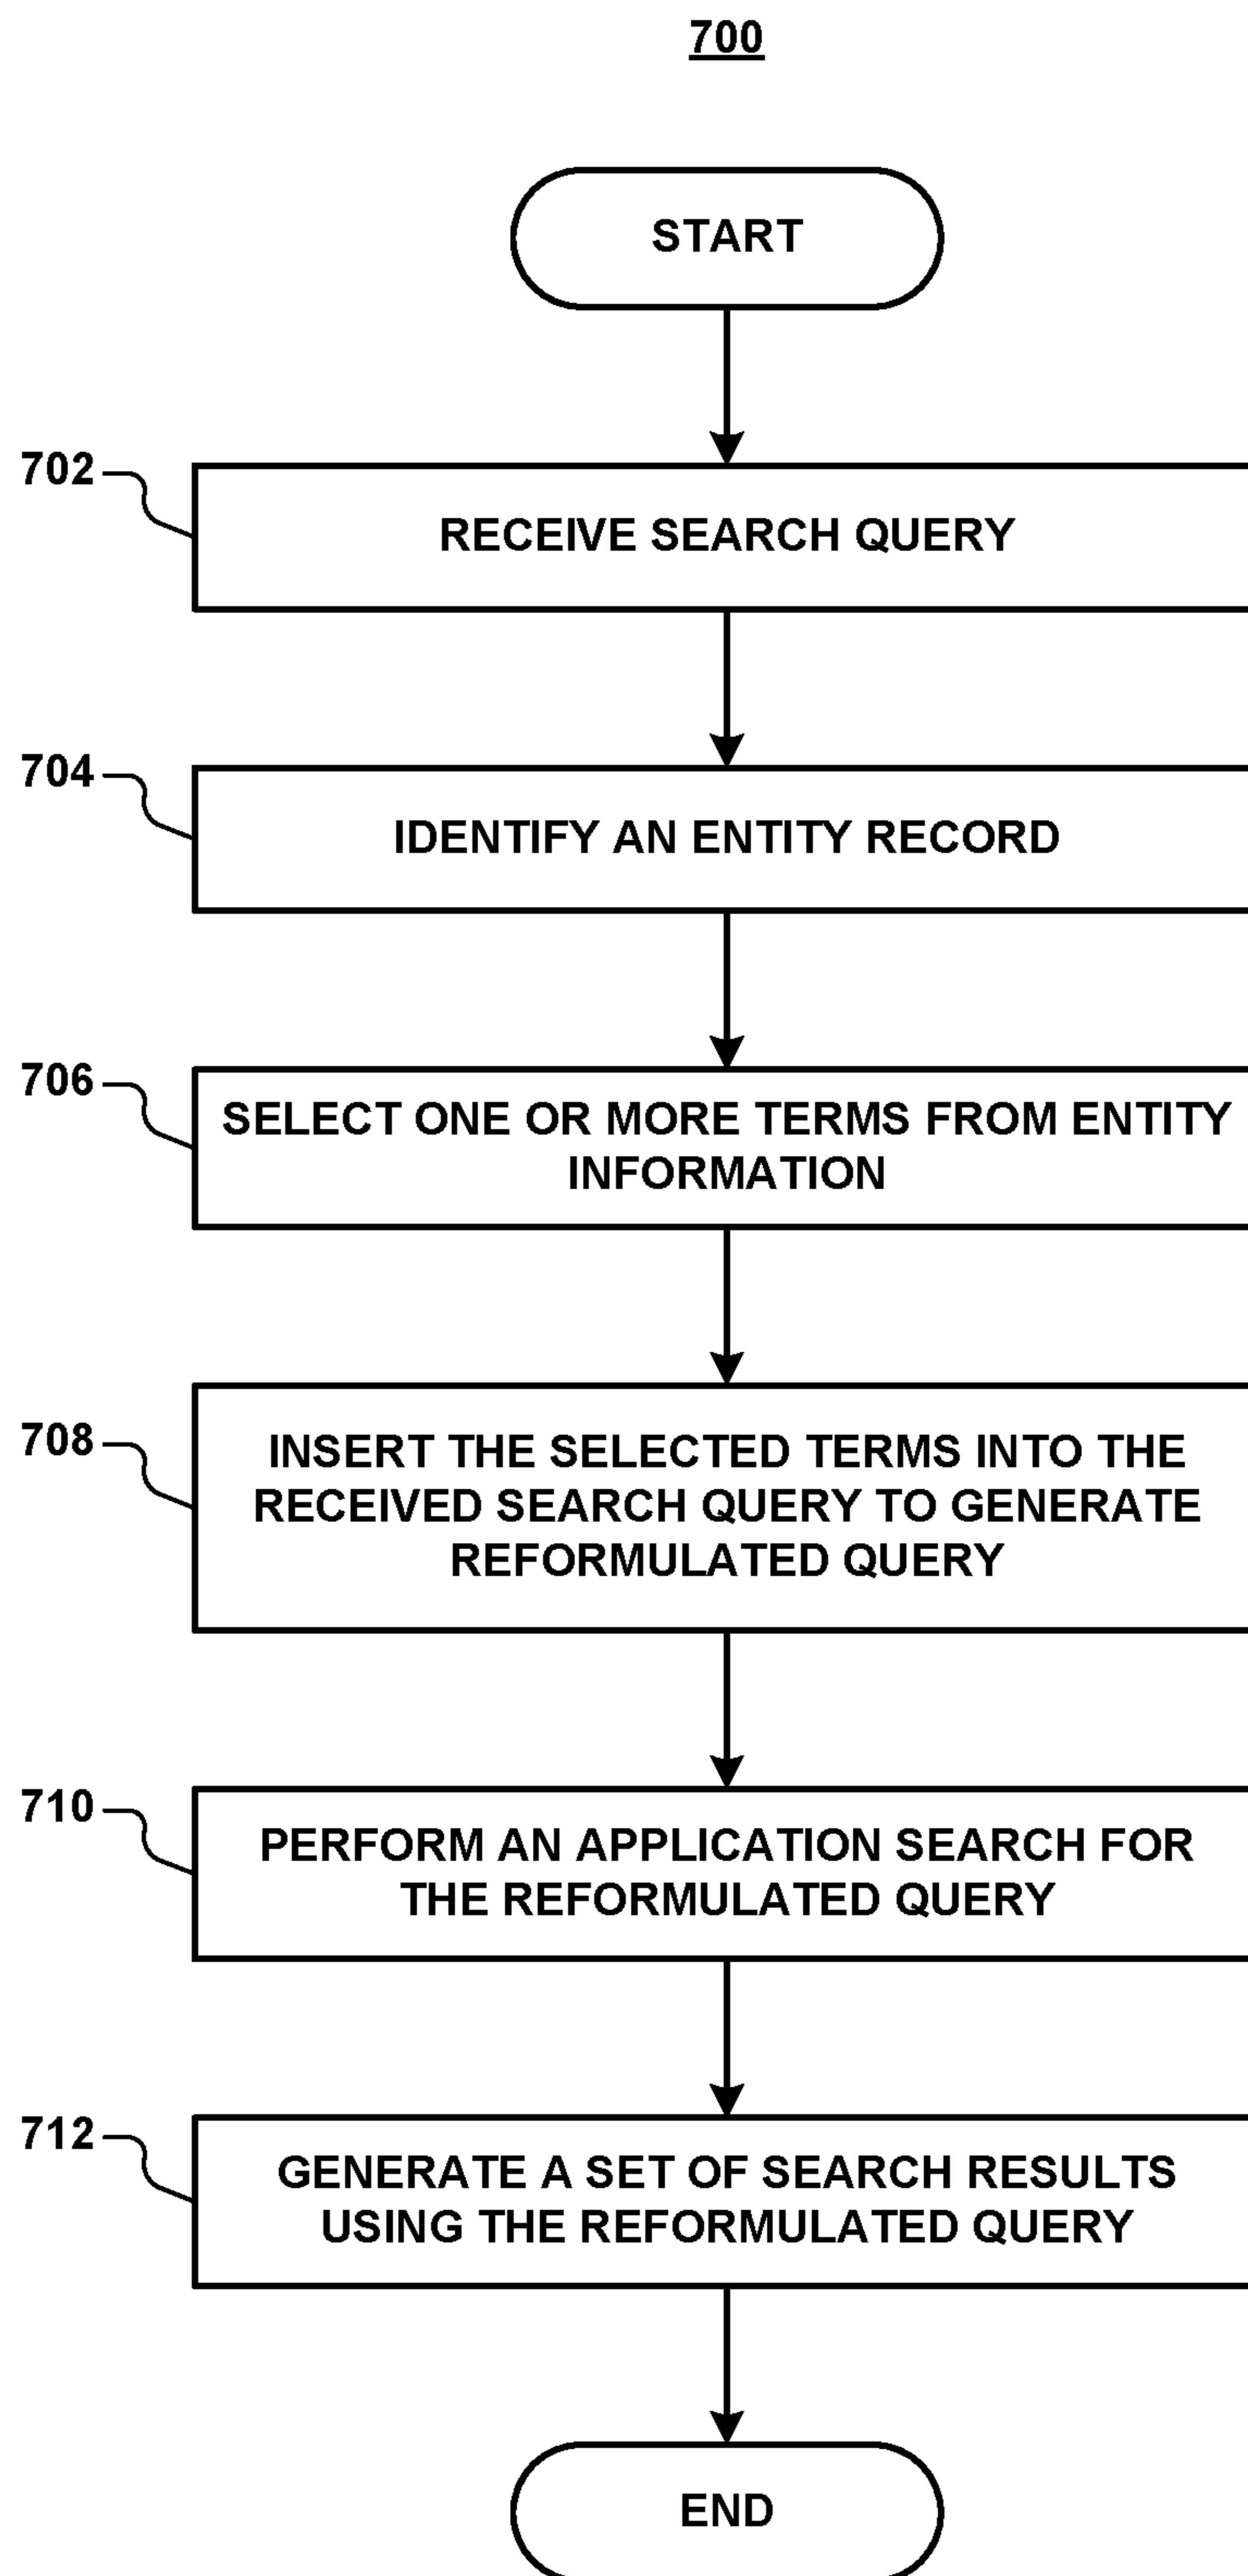 700
START
702
RECEIVE SEARCH QUERY
704
IDENTIFY AN ENTITY RECORD
706
SELECT ONE OR MORE TERMS FROM ENTITY
INFORMATION
708
INSERT THE SELECTED TERMS INTO THE
RECEIVED SEARCH QUERY TO GENERATE
REFORMULATED QUERY
710
PERFORM AN APPLICATION SEARCH FOR
THE REFORMULATED QUERY
712
GENERATE A SET OF SEARCH RESULTS
USING THE REFORMULATED QUERY
END